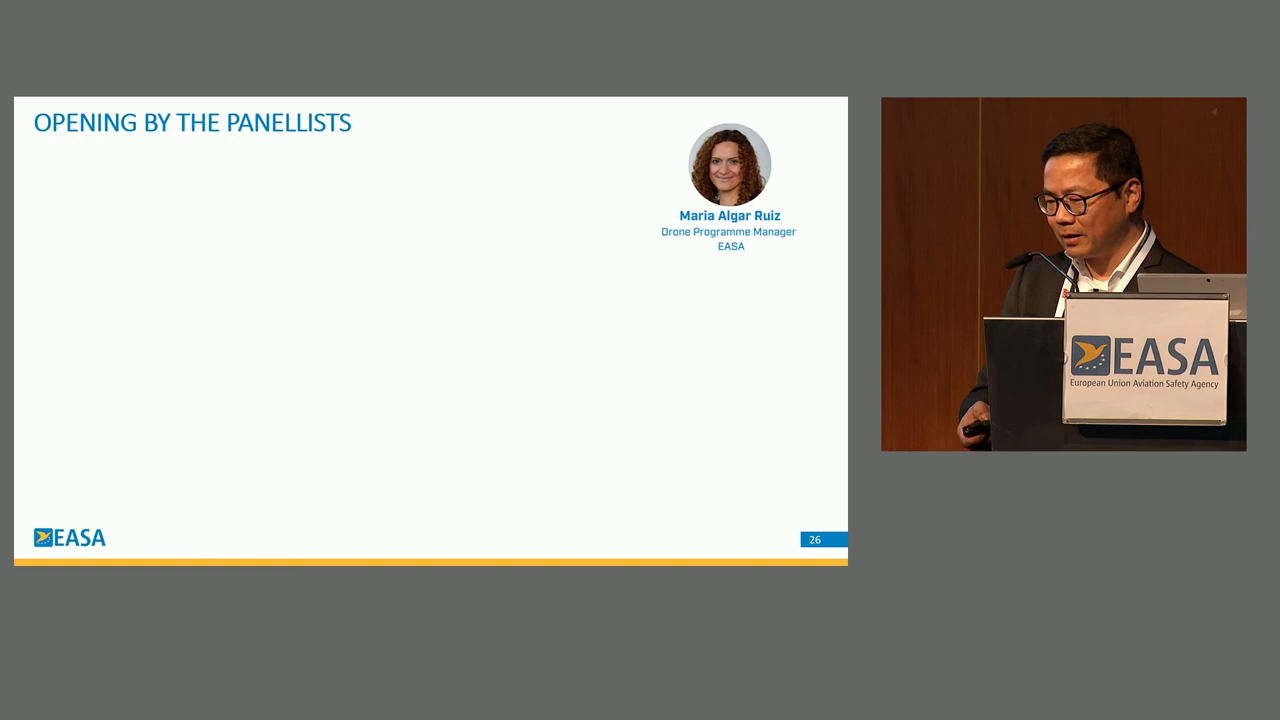 OPENING BY THE PANELLISTS
Maria Algar Ruiz
Drone Programme Manager
EASA
EASA
26
EASA
European Union Aviation Safety Agency